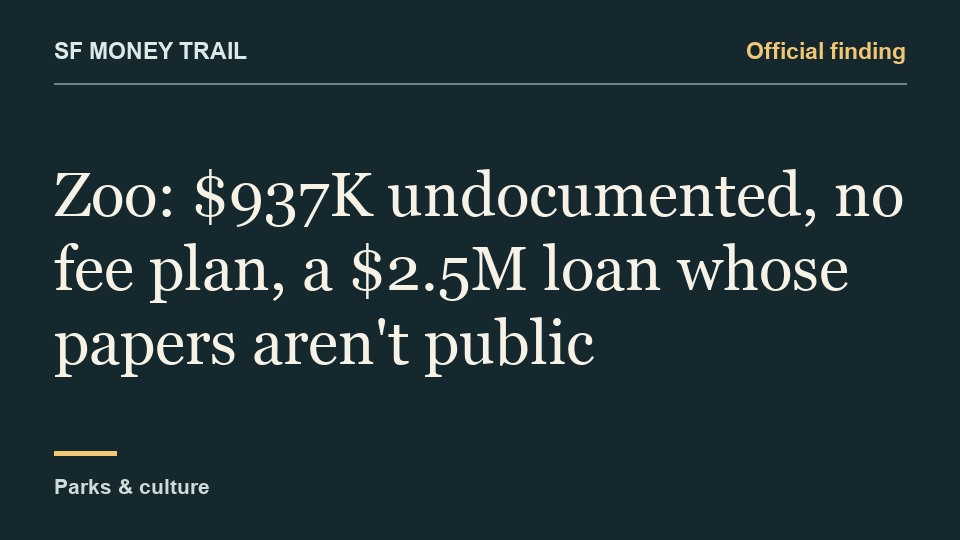 SF MONEY TRAIL
Official finding
Zoo: $937K undocumented, no
fee plan, a $2.5M loan whose
papers aren't public
Parks & culture